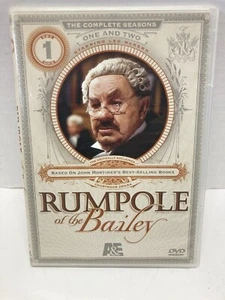 THE COMPLETE SEASONS
ONE AND TWO
1
BASED ON JOHN MORTIMER'S BEST-SELLING BOOKS
RUMPOLE
of the Bailey
A&E
DVD